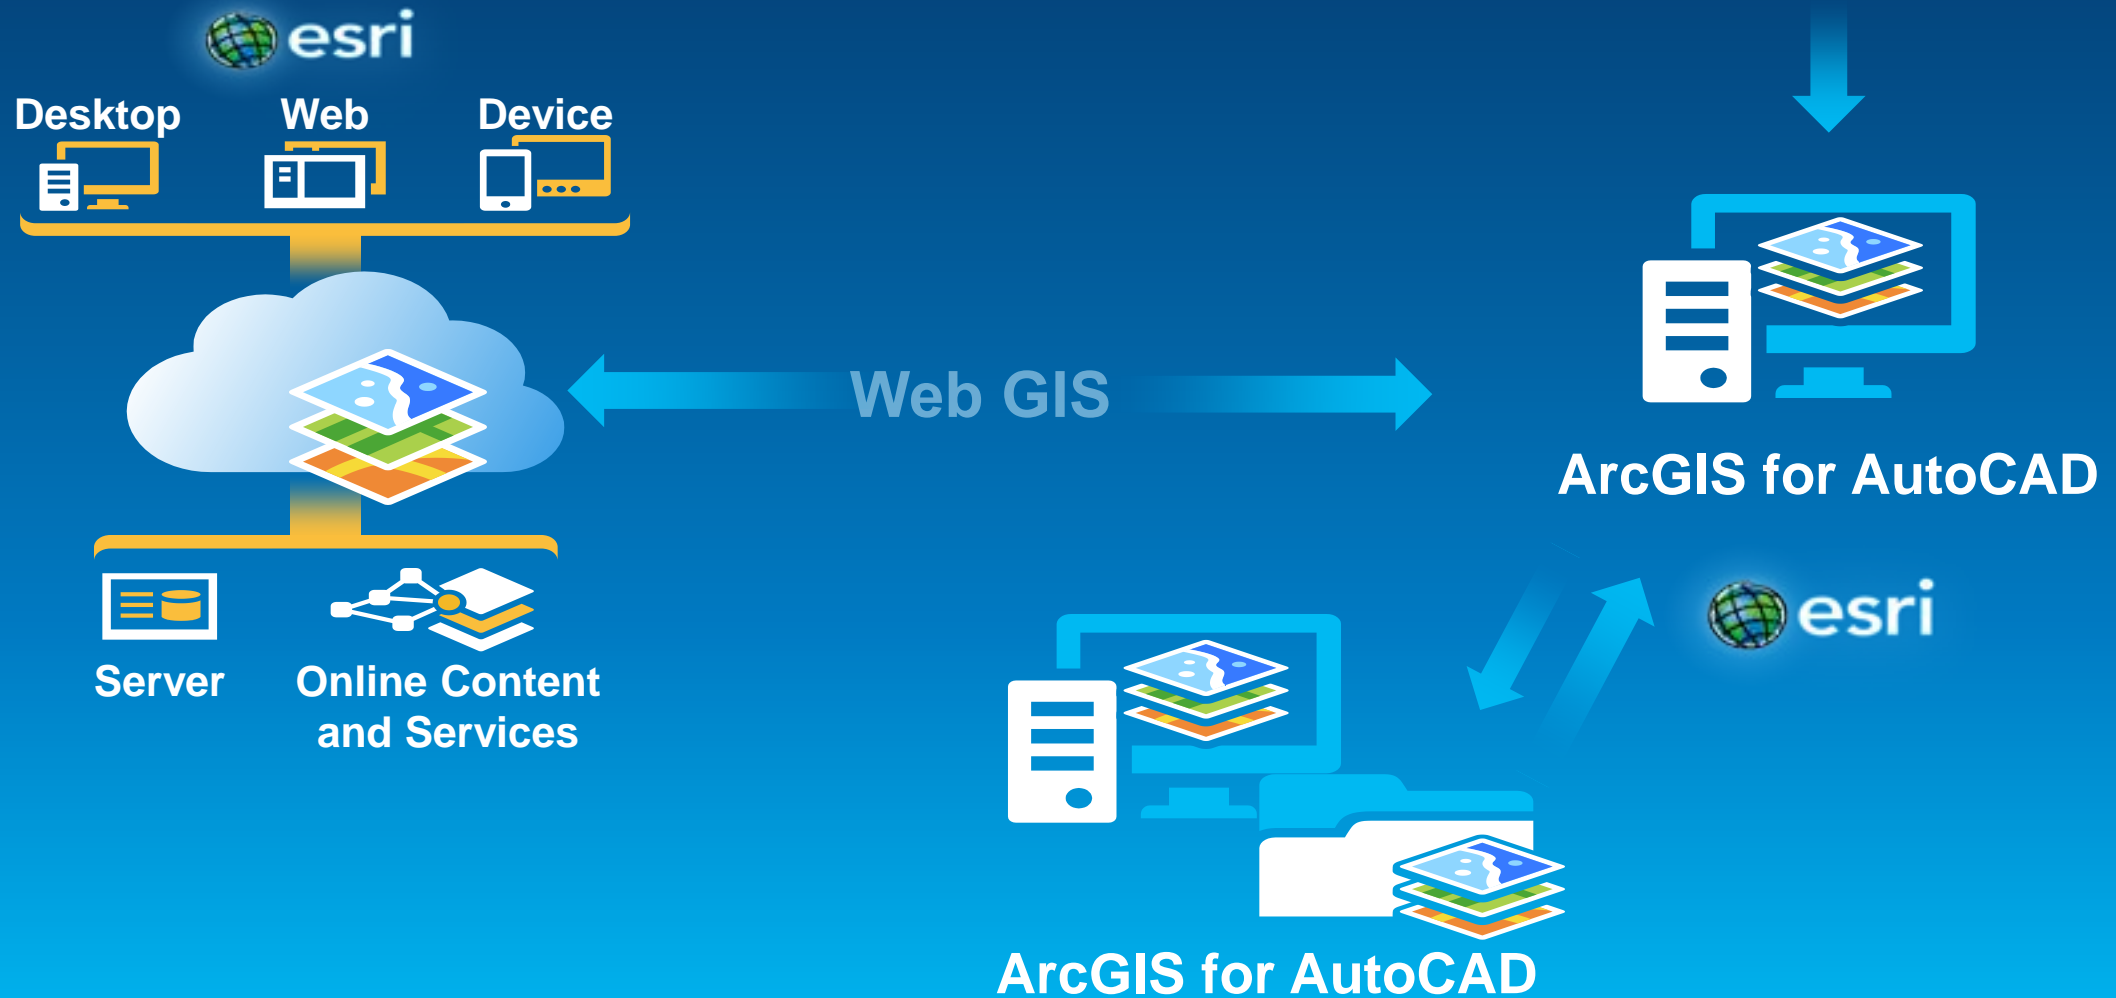 esri
Desktop
Web
Device
Web GIS
ArcGIS for AutoCAD
esri
Server
Online Content
and Services
ArcGIS for AutoCAD